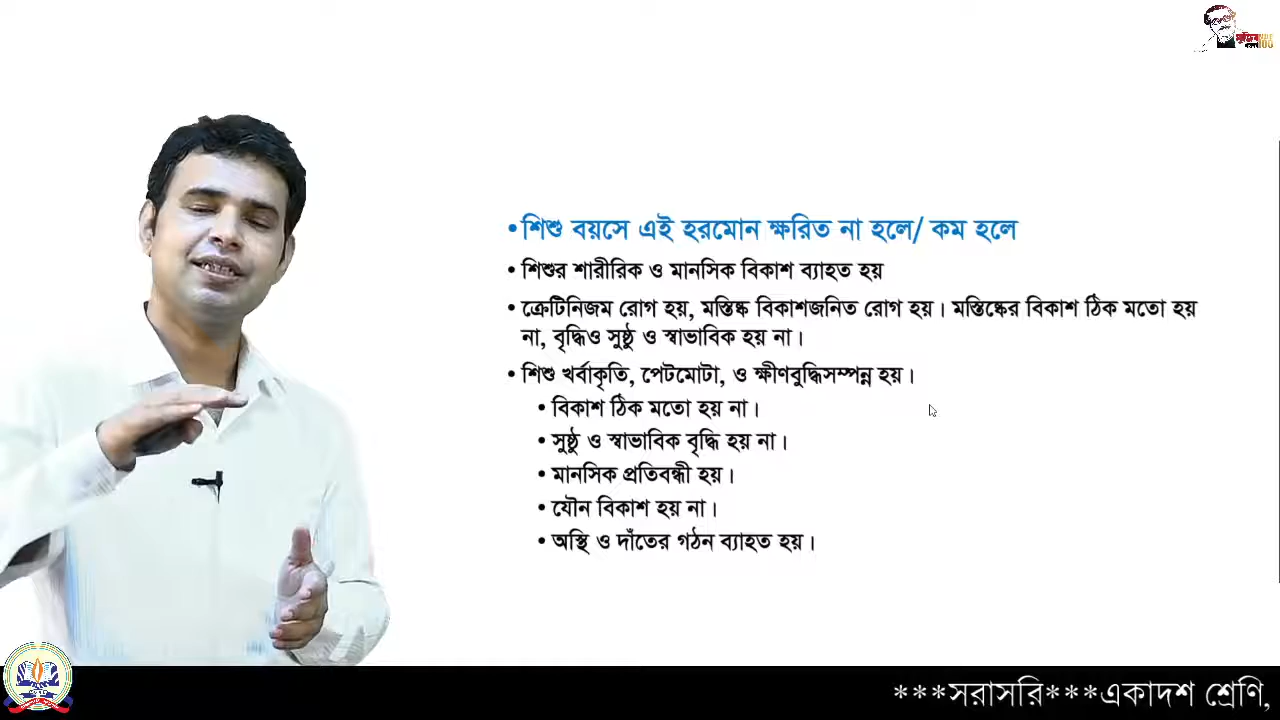 •শিশু বয়সে এই হরমোন ক্ষরিত না হলে/ কম হলে
•শিশুর শারীরিক ও মানসিক বিকাশ ব্যাহত হয়
•ক্রেটিনিজম রোগ হয়, মস্তিষ্ক বিকাশজনিত রোগ হয়। মস্তিষ্কের বিকাশ ঠিক মতো হয়
না, বৃদ্ধিও সুষ্ঠু ও স্বাভাবিক হয় না।
•শিশু খর্বাকৃতি, পেটমোটা, ও ক্ষীণবুদ্ধিসম্পন্ন হয়।
•বিকাশ ঠিক মতো হয় না।
•সুষ্ঠু ও স্বাভাবিক বৃদ্ধি হয় না।
•মানসিক প্রতিবন্ধী হয়।
•যৌন বিকাশ হয় না।
•অস্থি ও দাঁতের গঠন ব্যাহত হয়।
***সরাসরি***একাদশ শ্রেণি,